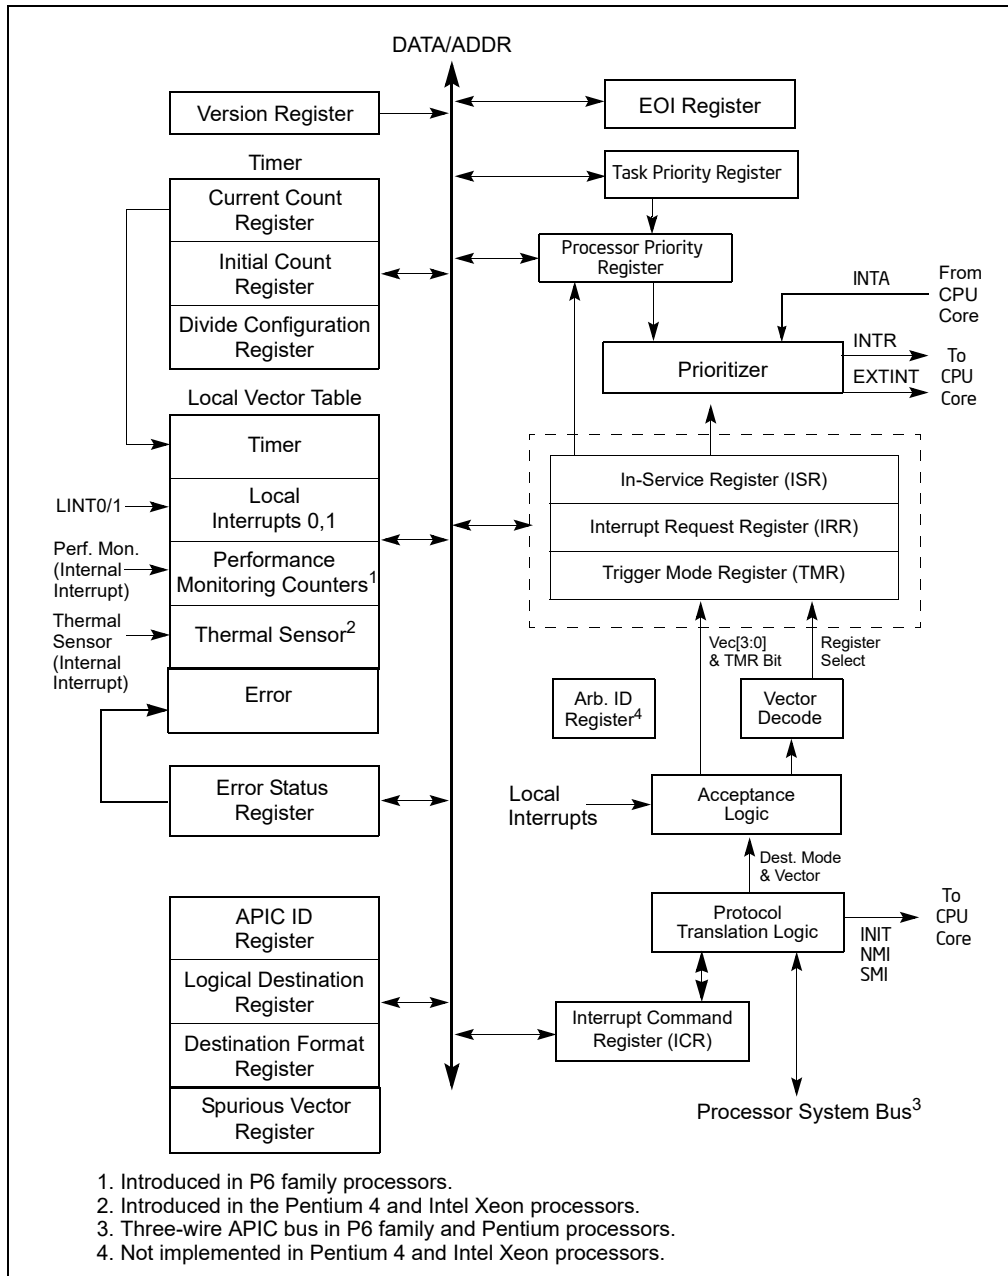 DATA/ADDR
Version Register
EOI Register
Timer
Current Count
Register
Initial Count
Register
Divide Configuration
Register
Task Priority Register
Processor Priority
Register
INTA
From
CPU
Core
Prioritizer
INTR
EXTINT
To
CPU
Core
Local Vector Table
Timer
Local
Interrupts 0,1
Performance
Monitoring Counters1
Thermal Sensor2
Error
LINT0/1
Perf. Mon.
(Internal
Interrupt)
Thermal
Sensor
(Internal
Interrupt)
In-Service Register (ISR)
Interrupt Request Register (IRR)
Trigger Mode Register (TMR)
Vec[3:0]
& TMR Bit
Register
Select
Arb. ID
Register4
Vector
Decode
Error Status
Register
Local
Interrupts
Acceptance
Logic
Dest. Mode
& Vector
APIC ID
Register
Logical Destination
Register
Destination Format
Register
Spurious Vector
Register
Protocol
Translation Logic
INIT
NMI
SMI
To
CPU
Core
Interrupt Command
Register (ICR)
Processor System Bus3
1. Introduced in P6 family processors.
2. Introduced in the Pentium 4 and Intel Xeon processors.
3. Three-wire APIC bus in P6 family and Pentium processors.
4. Not implemented in Pentium 4 and Intel Xeon processors.